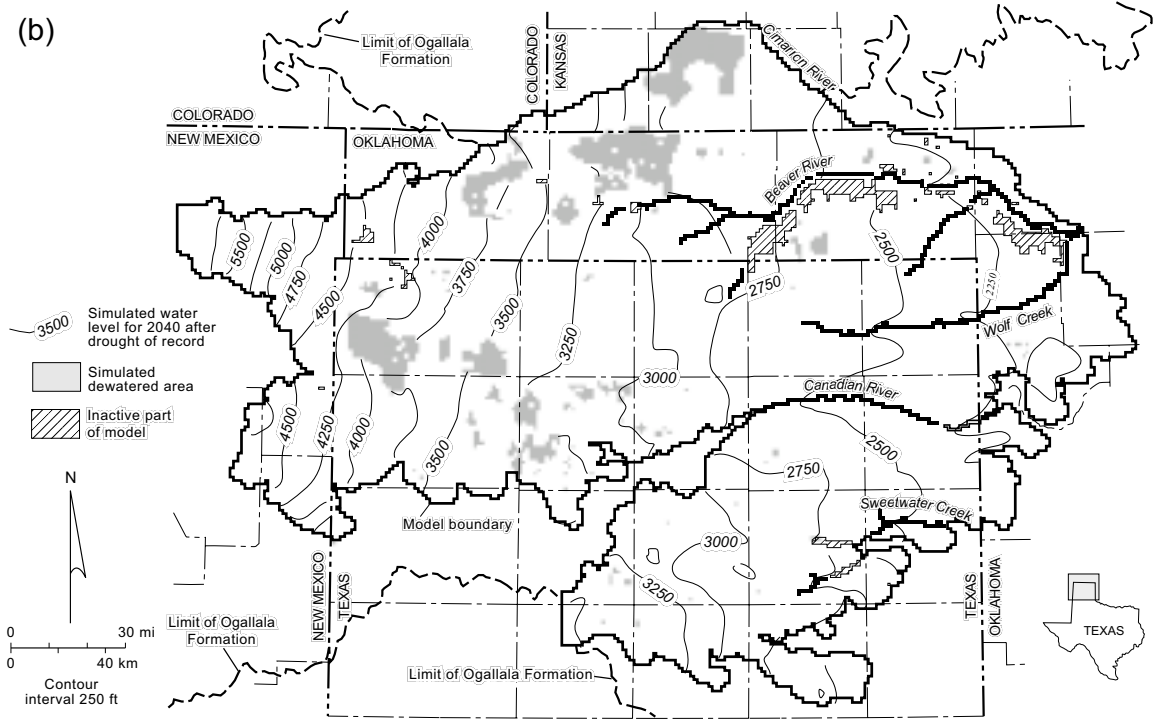 (b)
Limit of Ogallala
Formation
COLORADO
KANSAS
Cimarron River
COLORADO
NEW MEXICO
OKLAHOMA
Beaver River
5500
5000
4750
4500
4000
3750
3500
3250
3000
2750
2500
2250
3500
Simulated water
level for 2040 after
drought of record
Simulated
dewatered area
Inactive part
of model
Wolf Creek
Canadian River
4500
4250
4000
3500
2750
2500
Sweetwater Creek
Model boundary
3000
3250
N
NEW MEXICO
TEXAS
TEXAS
OKLAHOMA
TEXAS
Limit of Ogallala
Formation
Limit of Ogallala Formation
0 30 mi
0 40 km
Contour
interval 250 ft